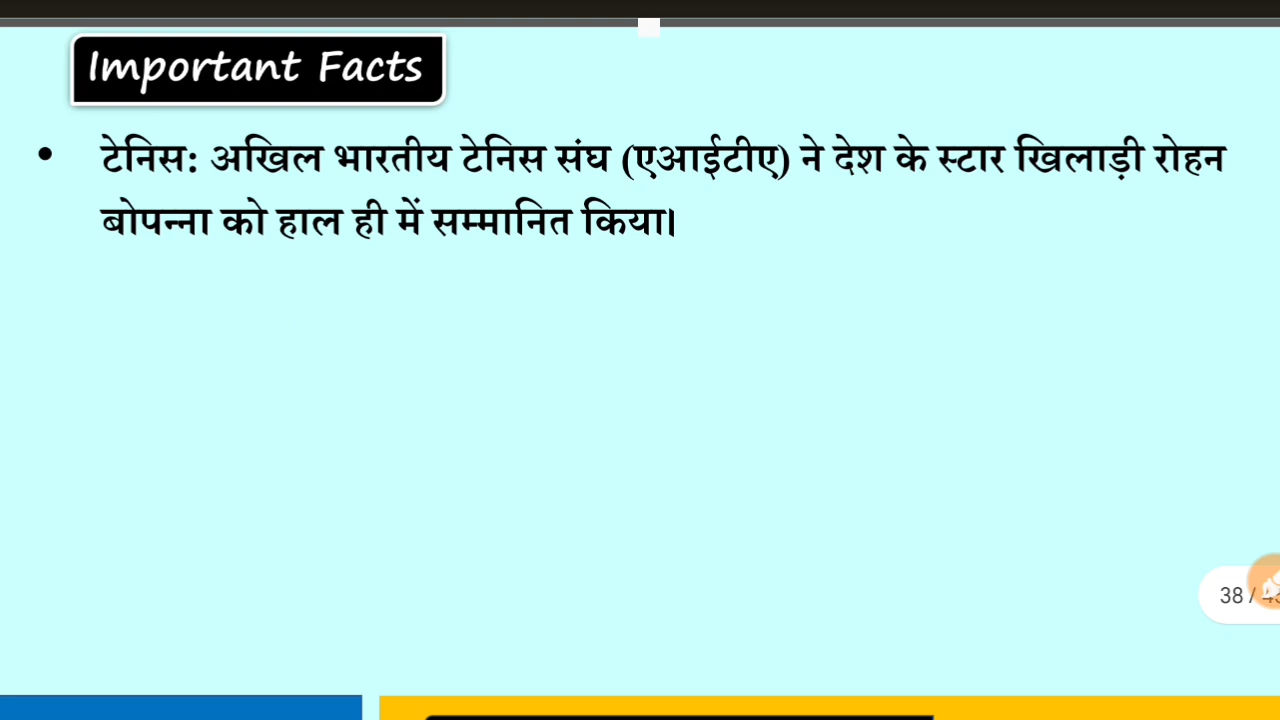 Important Facts
• टेनिस: अखिल भारतीय टेनिस संघ (एआईटीए) ने देश के स्टार खिलाड़ी रोहन
बोपन्ना को हाल ही में सम्मानित किया।
38 /